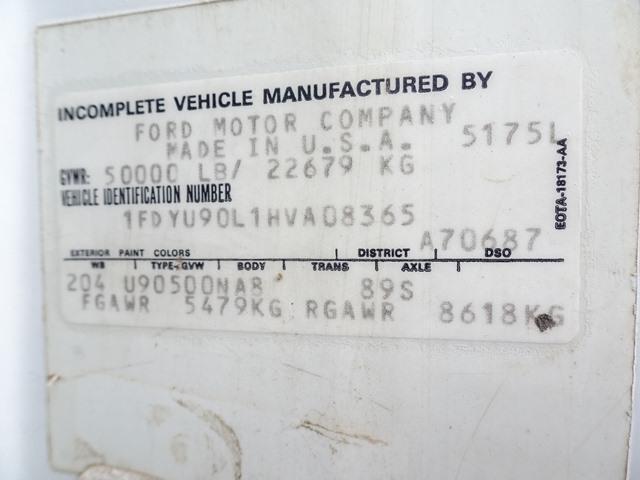 INCOMPLETE VEHICLE MANUFACTURED BY
FORD MOTOR COMPANY
MADE IN U.S.A. 5175L
GVWR: 50000 LB/ 22679 KG
VEHICLE IDENTIFICATION NUMBER
1FDYU90L1HVA08365
A70687
EXTERIOR PAINT COLORS DISTRICT DSO
WB TYPE-GVW BODY TRANS AXLE
204 U90500NA8 89S
FGAWR 5479KG RGAWR 8618KG
EOTA-18173-AA